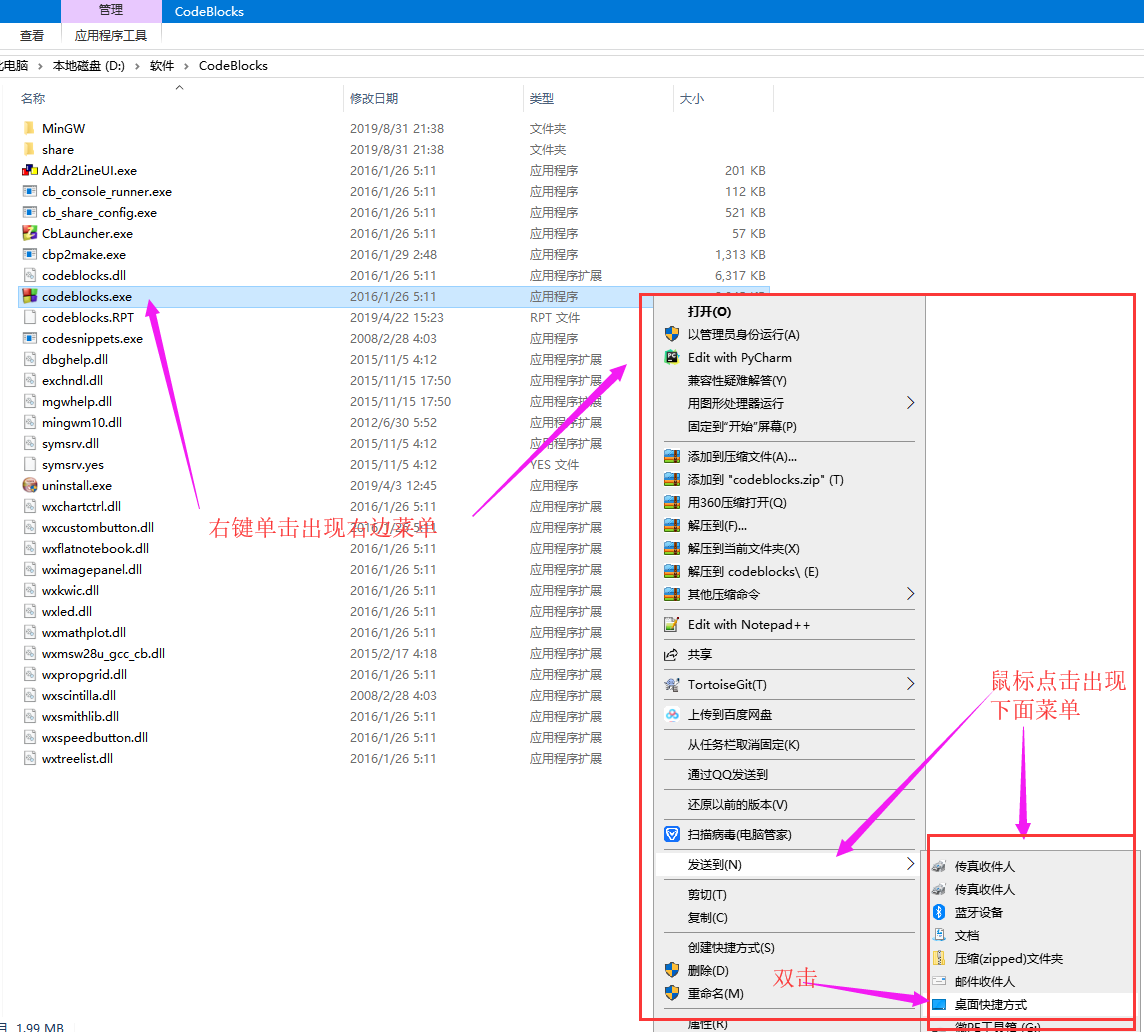 管理
CodeBlocks
查看
应用程序工具
电脑 > 本地磁盘 (D:) > 软件 > CodeBlocks
名称 修改日期 类型 大小
MinGW 2019/8/31 21:38 文件夹
share 2019/8/31 21:38 文件夹
Addr2LineUI.exe 2016/1/26 5:11 应用程序 201 KB
cb_console_runner.exe 2016/1/26 5:11 应用程序 112 KB
cb_share_config.exe 2016/1/26 5:11 应用程序 521 KB
CbLauncher.exe 2016/1/26 5:11 应用程序 57 KB
cbp2make.exe 2016/1/29 2:48 应用程序 1,313 KB
codeblocks.dll 2016/1/26 5:11 应用程序扩展 6,317 KB
codeblocks.exe 2016/1/26 5:11 应用程序
codeblocks.RPT 2019/4/22 15:23 RPT 文件
codesnippets.exe 2008/2/28 4:03 应用程序
dbghelp.dll 2015/11/5 4:12 应用程序扩展
exchndl.dll 2015/11/15 17:50 应用程序扩展
mgwhelp.dll 2015/11/15 17:50 应用程序扩展
mingwm10.dll 2012/6/30 5:52 应用程序扩展
symsrv.dll 2015/11/5 4:12 应用程序扩展
symsrv.yes 2015/11/5 4:12 YES 文件
uninstall.exe 2019/4/3 12:45 应用程序
wxchartctrl.dll 2016/1/26 5:11 应用程序扩展
wxcustombutton.dll 2016/1/26 5:11 应用程序扩展
wxflatnotebook.dll 2016/1/26 5:11 应用程序扩展
wximagepanel.dll 2016/1/26 5:11 应用程序扩展
wxkwic.dll 2016/1/26 5:11 应用程序扩展
wxled.dll 2016/1/26 5:11 应用程序扩展
wxmathplot.dll 2016/1/26 5:11 应用程序扩展
wxmsw28u_gcc_cb.dll 2015/2/17 4:18 应用程序扩展
wxpropgrid.dll 2016/1/26 5:11 应用程序扩展
wxscintilla.dll 2008/2/28 4:03 应用程序扩展
wxsmithlib.dll 2016/1/26 5:11 应用程序扩展
wxspeedbutton.dll 2016/1/26 5:11 应用程序扩展
wxtreelist.dll 2016/1/26 5:11 应用程序扩展
右键单击出现右边菜单
打开(O)
以管理员身份运行(A)
Edit with PyCharm
兼容性疑难解答(Y)
用图形处理器运行
固定到"开始"屏幕(P)
添加到压缩文件(A)...
添加到 "codeblocks.zip" (T)
用360压缩打开(Q)
解压到(F)...
解压到当前文件夹(X)
解压到 codeblocks\ (E)
其他压缩命令
Edit with Notepad++
共享
TortoiseGit(T)
上传到百度网盘
从任务栏取消固定(K)
通过QQ发送到
还原以前的版本(V)
扫描病毒(电脑管家)
发送到(N)
剪切(T)
复制(C)
创建快捷方式(S)
删除(D)
重命名(M)
属性(R)
鼠标点击出现
下面菜单
传真收件人
传真收件人
蓝牙设备
文档
压缩(zipped)文件夹
邮件收件人
桌面快捷方式
微PE工具箱 (G:)
双击
1.99 MB